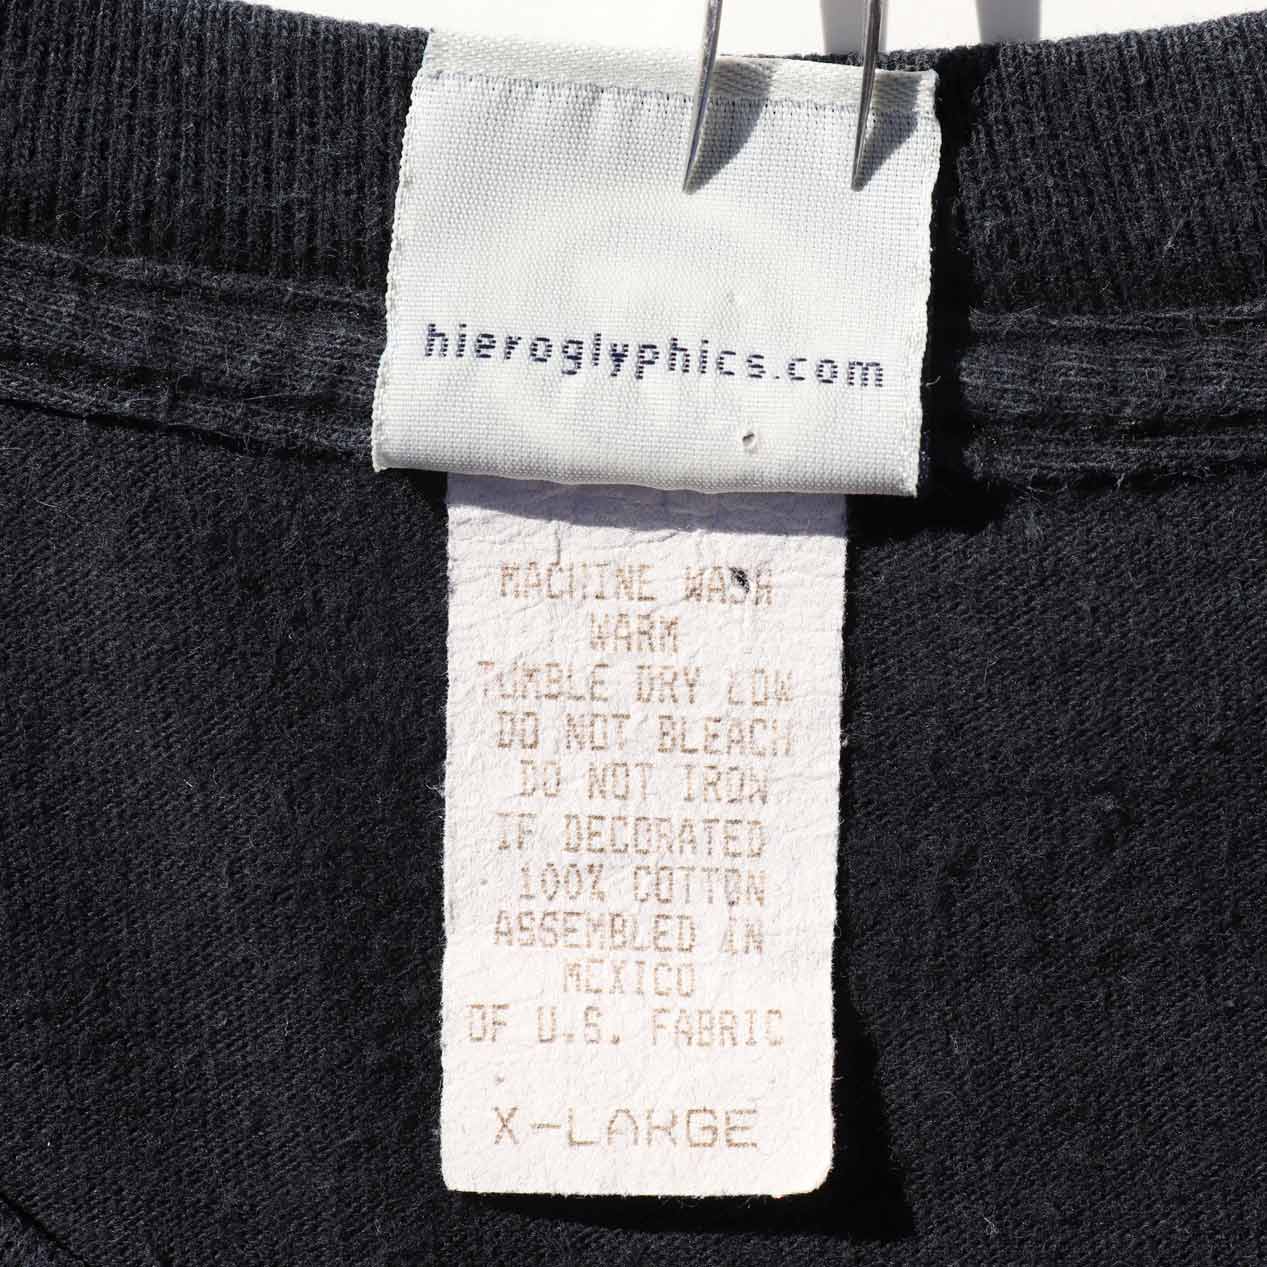 hieroglyphics.com
MACHINE WASH
WARM
TUMBLE DRY LOW
DO NOT BLEACH
DO NOT IRON
IF DECORATED
100% COTTON
ASSEMBLED IN
MEXICO
OF U.S. FABRIC
X-LARGE